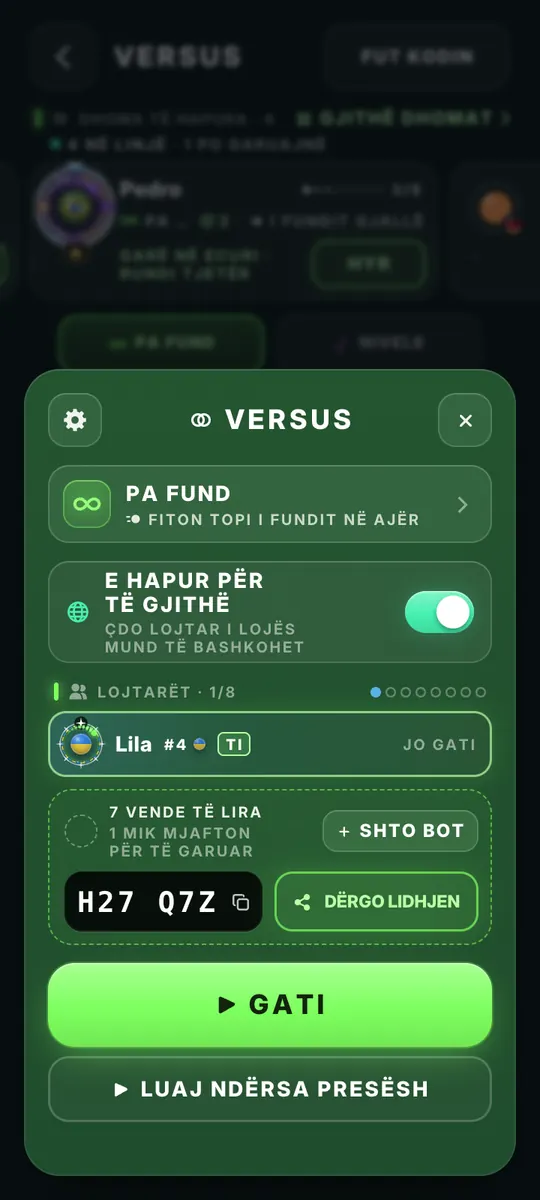 VERSUS
FUT KODIN
GJITHË DHOMAT
Pedro
HYR
PA FUND
VERSUS
PA FUND
FITON TOPI I FUNDIT NË AJËR
E HAPUR PËR
TË GJITHË
ÇDO LOJTAR I LOJËS
MUND TË BASHKOHET
LOJTARËT · 1/8
Lila #4 TI JO GATI
7 VENDE TË LIRA
1 MIK MJAFTON
PËR TË GARUAR
+ SHTO BOT
H27 Q7Z
DËRGO LIDHJEN
GATI
LUAJ NDËRSA PRESËSH